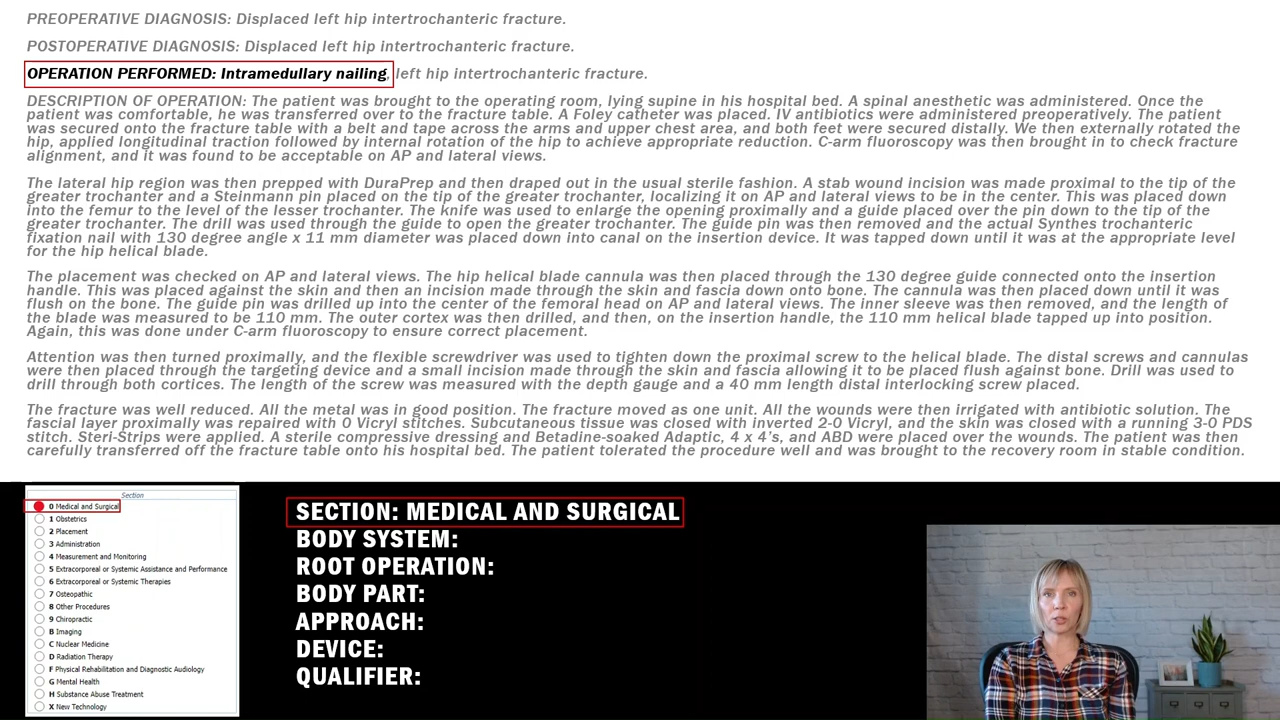 PREOPERATIVE DIAGNOSIS: Displaced left hip intertrochanteric fracture.
POSTOPERATIVE DIAGNOSIS: Displaced left hip intertrochanteric fracture.
OPERATION PERFORMED: Intramedullary nailing, left hip intertrochanteric fracture.
DESCRIPTION OF OPERATION: The patient was brought to the operating room, lying supine in his hospital bed. A spinal anesthetic was administered. Once the
patient was comfortable, he was transferred over to the fracture table. A Foley catheter was placed. IV antibiotics were administered preoperatively. The patient
was secured onto the fracture table with a belt and tape across the arms and upper chest area, and both feet were secured distally. We then externally rotated the
hip, applied longitudinal traction followed by internal rotation of the hip to achieve appropriate reduction. C-arm fluoroscopy was then brought in to check fracture
alignment, and it was found to be acceptable on AP and lateral views.
The lateral hip region was then prepped with DuraPrep and then draped out in the usual sterile fashion. A stab wound incision was made proximal to the tip of the
greater trochanter and a Steinmann pin placed on the tip of the greater trochanter, localizing it on AP and lateral views to be in the center. This was placed down
into the femur to the level of the lesser trochanter. The knife was used to enlarge the opening proximally and a guide placed over the pin down to the tip of the
greater trochanter. The drill was used through the guide to open the greater trochanter. The guide pin was then removed and the actual Synthes trochanteric
fixation nail with 130 degree angle x 11 mm diameter was placed down into canal on the insertion device. It was tapped down until it was at the appropriate level
for the hip helical blade.
The placement was checked on AP and lateral views. The hip helical blade cannula was then placed through the 130 degree guide connected onto the insertion
handle. This was placed against the skin and then an incision made through the skin and fascia down onto bone. The cannula was then placed down until it was
flush on the bone. The guide pin was drilled up into the center of the femoral head on AP and lateral views. The inner sleeve was then removed, and the length of
the blade was measured to be 110 mm. The outer cortex was then drilled, and then, on the insertion handle, the 110 mm helical blade tapped up into position.
Again, this was done under C-arm fluoroscopy to ensure correct placement.
Attention was then turned proximally, and the flexible screwdriver was used to tighten down the proximal screw to the helical blade. The distal screws and cannulas
were then placed through the targeting device and a small incision made through the skin and fascia allowing it to be placed flush against bone. Drill was used to
drill through both cortices. The length of the screw was measured with the depth gauge and a 40 mm length distal interlocking screw placed.
The fracture was well reduced. All the metal was in good position. The fracture moved as one unit. All the wounds were then irrigated with antibiotic solution. The
fascial layer proximally was repaired with 0 Vicryl stitches. Subcutaneous tissue was closed with inverted 2-0 Vicryl, and the skin was closed with a running 3-0 PDS
stitch. Steri-Strips were applied. A sterile compressive dressing and Betadine-soaked Adaptic, 4 x 4's, and ABD were placed over the wounds. The patient was then
carefully transferred off the fracture table onto his hospital bed. The patient tolerated the procedure well and was brought to the recovery room in stable condition.
Section
0 Medical and Surgical
1 Obstetrics
2 Placement
3 Administration
4 Measurement and Monitoring
5 Extracorporeal or Systemic Assistance and Performance
6 Extracorporeal or Systemic Therapies
7 Osteopathic
8 Other Procedures
9 Chiropractic
B Imaging
C Nuclear Medicine
D Radiation Therapy
F Physical Rehabilitation and Diagnostic Audiology
G Mental Health
H Substance Abuse Treatment
X New Technology
SECTION: MEDICAL AND SURGICAL
BODY SYSTEM:
ROOT OPERATION:
BODY PART:
APPROACH:
DEVICE:
QUALIFIER: